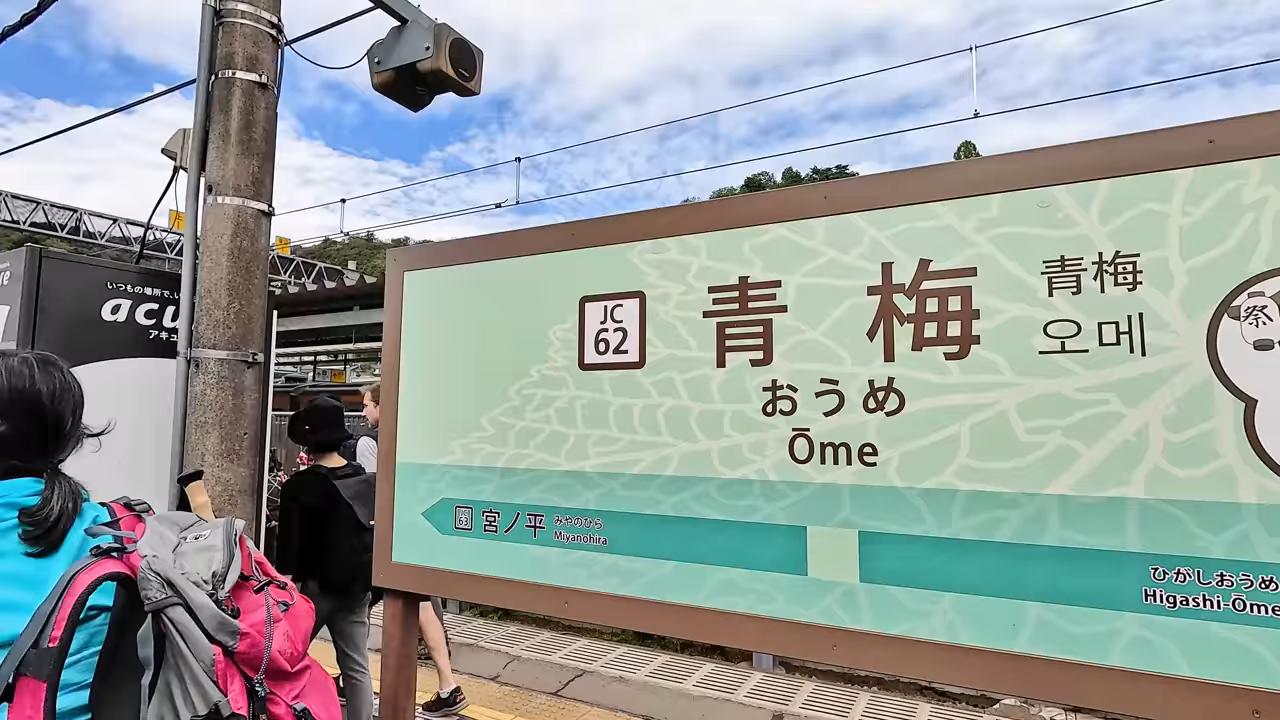 いつもの場所で、い
acu
アキュ
JC
62
青梅
おうめ
Ōme
青梅
오메
祭
JC
63
宮ノ平
みやのひら
Miyanohira
ひがしおうめ
Higashi-Ōme